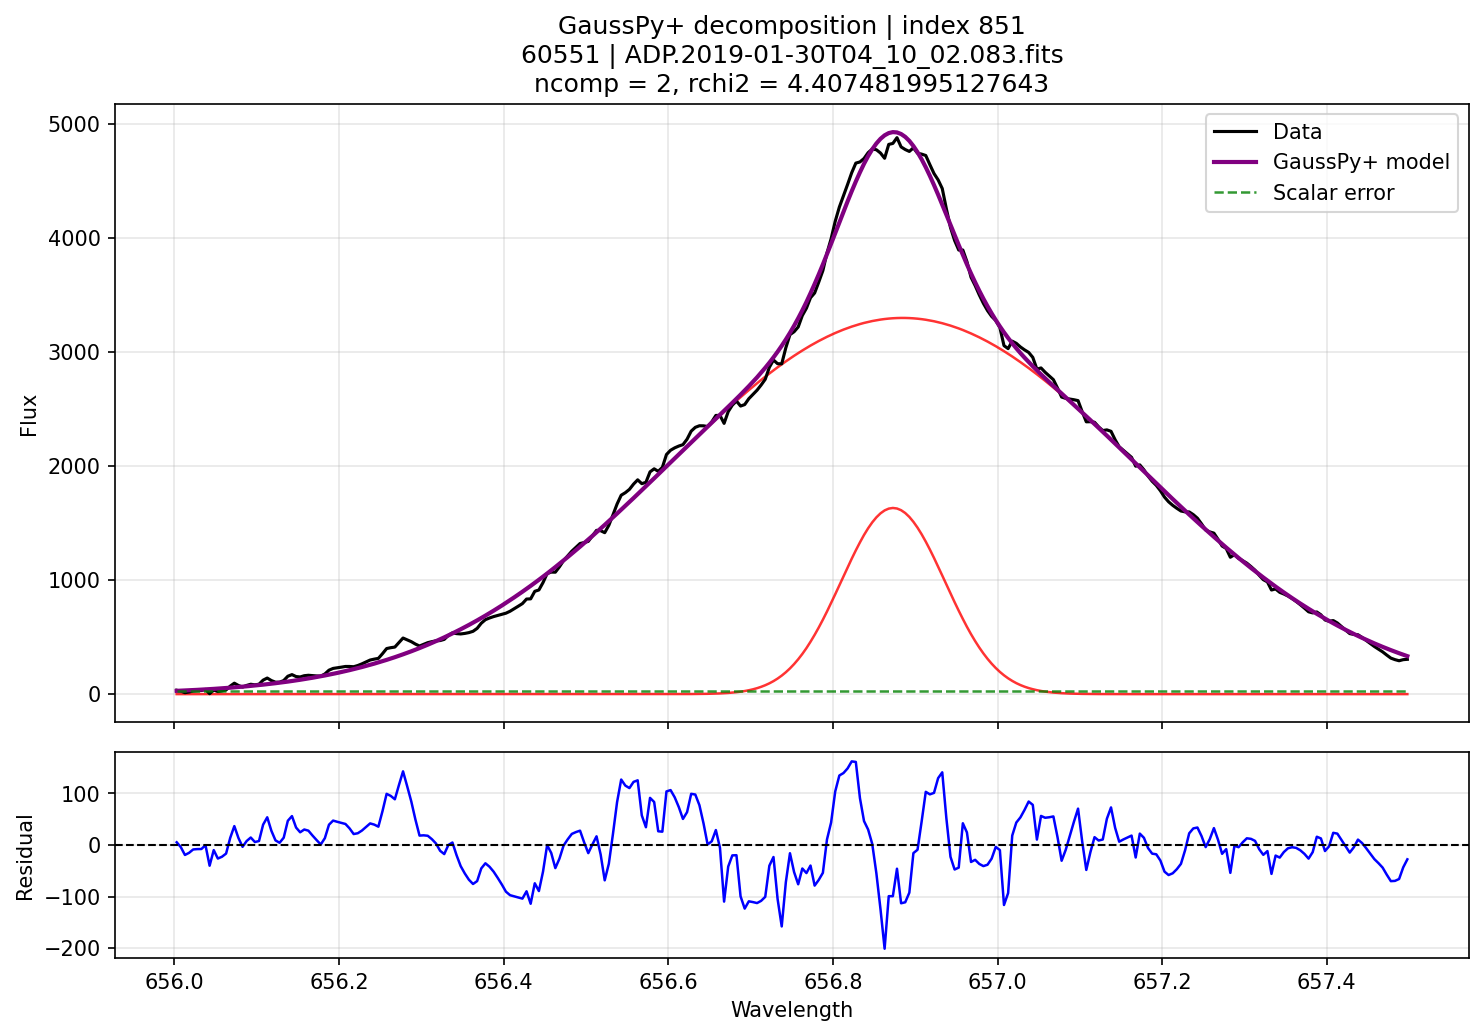 GaussPy+ decomposition | index 851
60551 | ADP.2019-01-30T04_10_02.083.fits
ncomp = 2, rchi2 = 4.407481995127643
5000
4000
3000
2000
1000
0
Flux
Data
GaussPy+ model
Scalar error
100
0
−100
−200
Residual
656.0
656.2
656.4
656.6
656.8
657.0
657.2
657.4
Wavelength